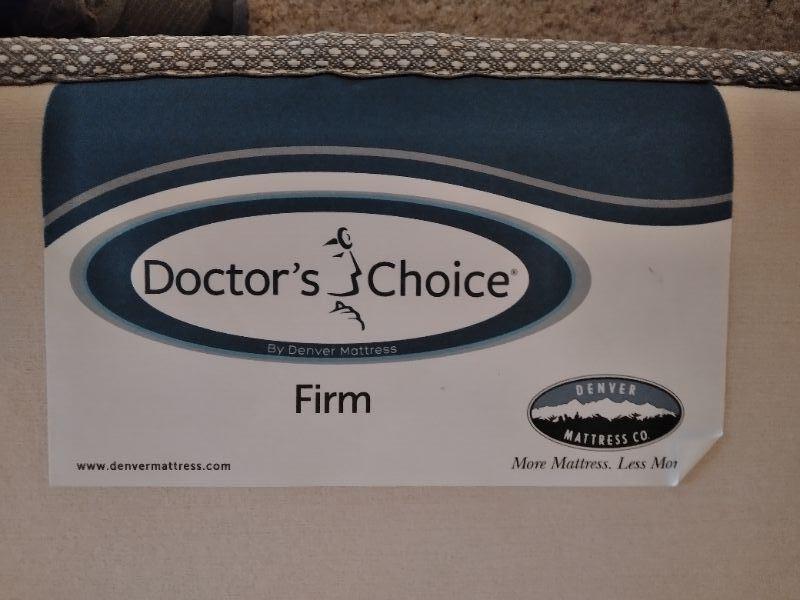 Doctor's Choice®
By Denver Mattress
Firm
DENVER
MATTRESS CO.
www.denvermattress.com
More Mattress. Less